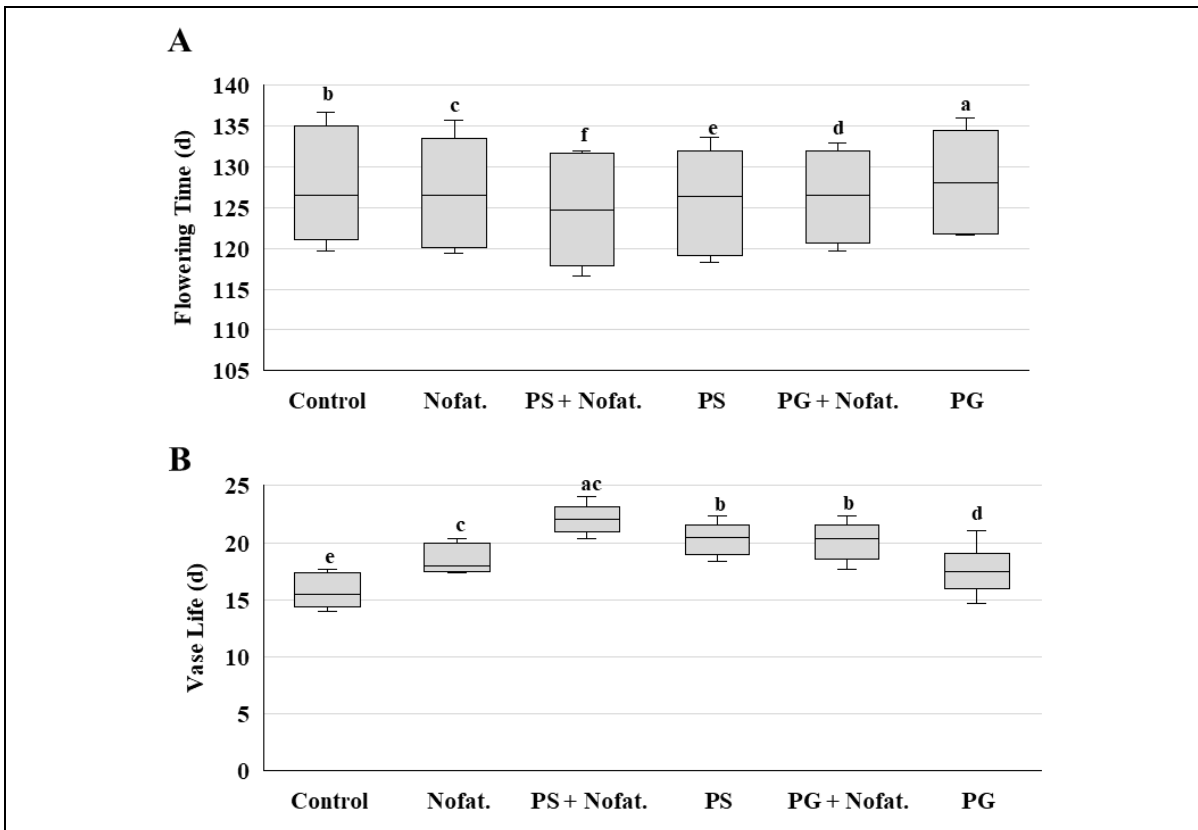 A
Flowering Time (d)
140
135
130
125
120
115
110
105
b
c
f
e
d
a
Control Nofat. PS + Nofat. PS PG + Nofat. PG
B
Vase Life (d)
25
20
15
10
5
0
e
c
ac
b
b
d
Control Nofat. PS + Nofat. PS PG + Nofat. PG